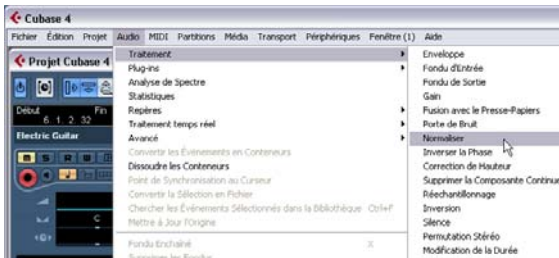 Cubase 4
Fichier Édition Projet Audio MIDI Partitions Média Transport Périphériques Fenêtre (1) Aide
Projet Cubase 4
Début Fin
6. 1. 2. 32
Electric Guitar
S R W
C
Traitement
Plug-ins
Analyse de Spectre
Statistiques
Repères
Traitement temps réel
Avancé
Convertir les Événements en Conteneurs
Dissoudre les Conteneurs
Point de Synchronisation au Curseur
Convertir la Sélection en Fichier
Chercher les Événements Sélectionnés dans la Bibliothèque Ctrl+F
Mettre à Jour l'Origine
Fondu Enchaîné X
Supprimer les Fondus
Enveloppe
Fondu d'Entrée
Fondu de Sortie
Gain
Fusion avec le Presse-Papiers
Porte de Bruit
Normaliser
Inverser la Phase
Correction de Hauteur
Supprimer la Composante Continue
Rééchantillonnage
Inversion
Silence
Permutation Stéréo
Modification de la Durée